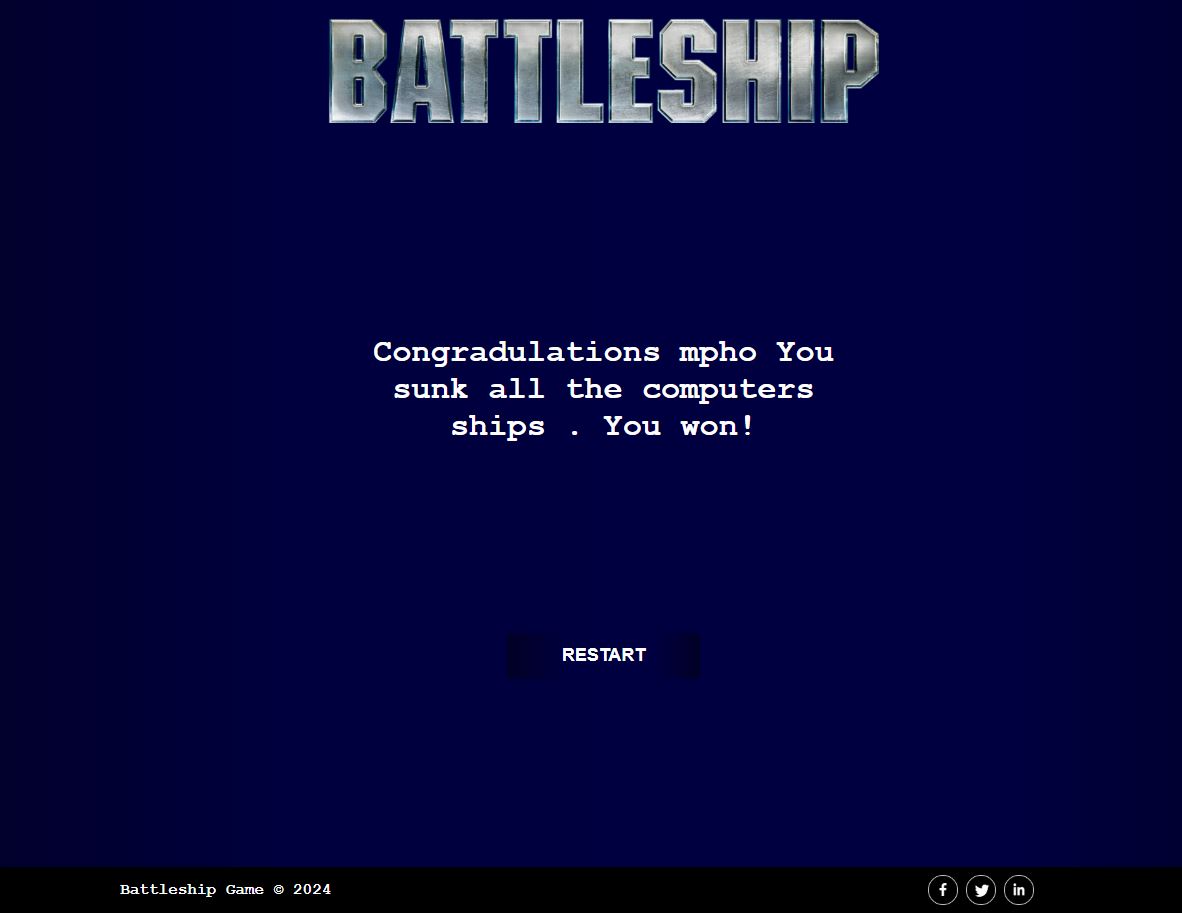 BATTLESHIP
Congradulations mpho You
sunk all the computers
ships . You won!
RESTART
Battleship Game © 2024